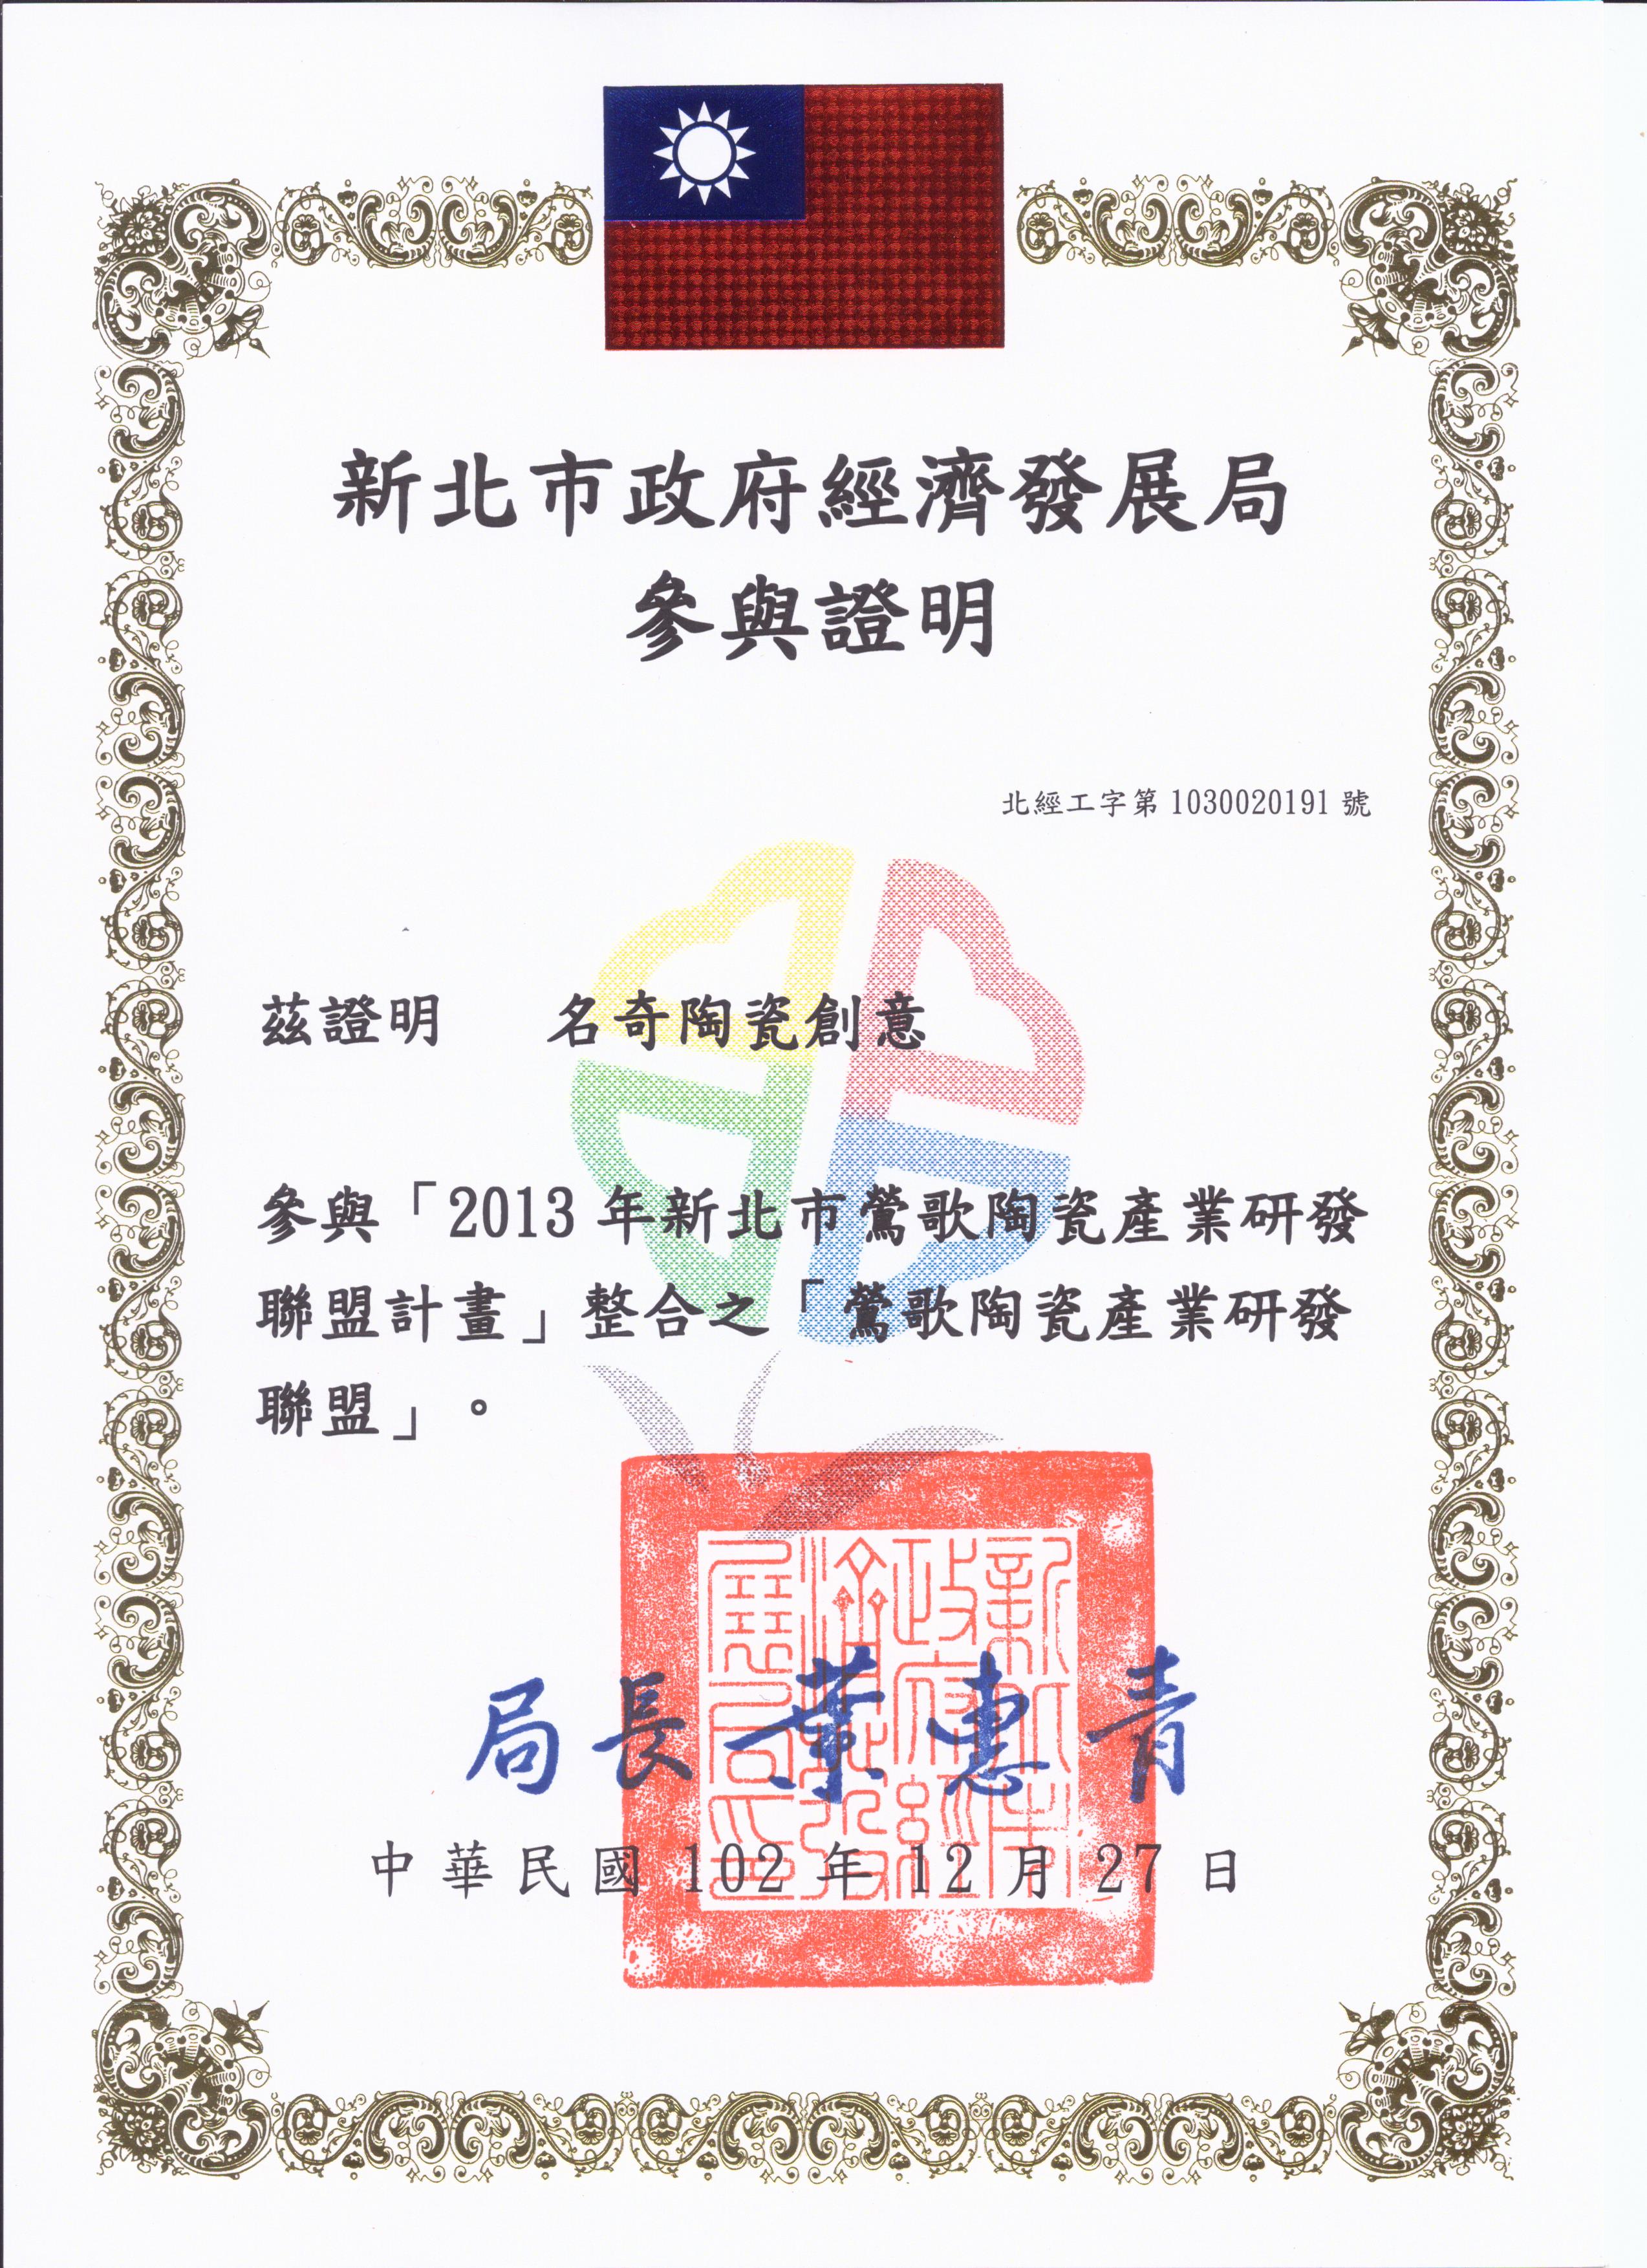 新北市政府經濟發展局
參與證明
北經工字第 1030020191 號
茲證明 名奇陶瓷創意
參與「2013 年新北市鶯歌陶瓷產業研發
聯盟計畫」整合之「鶯歌陶瓷產業研發
聯盟」。
新北市政府經濟發展局印
局長 葉惠青
中華民國 102 年 12 月 27 日